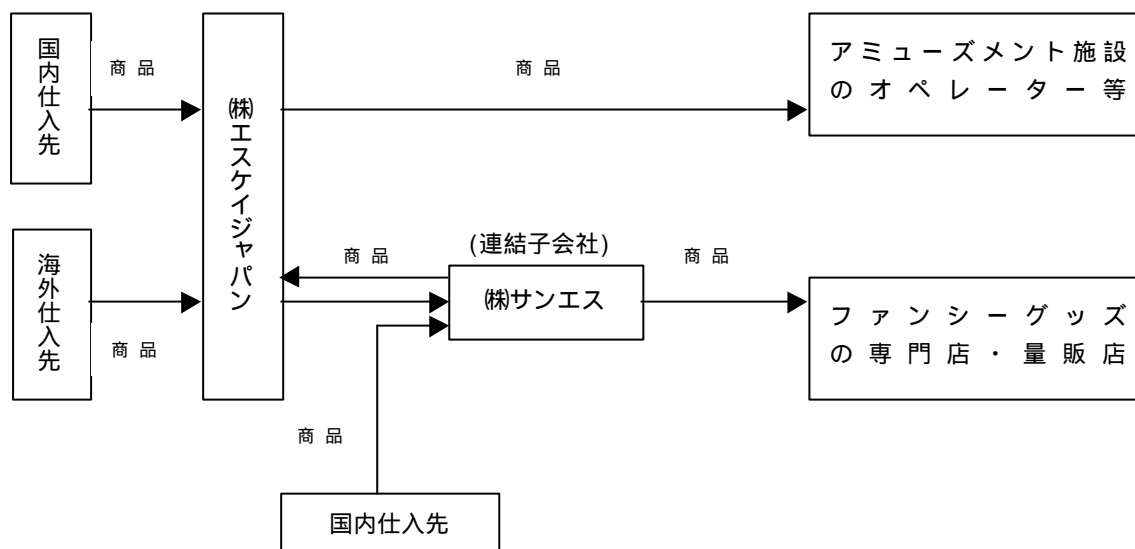 国内仕入先
商品
㈱エスケイジャパン
商品
アミューズメント施設
のオペレーター等
海外仕入先
商品
商品
(連結子会社)
㈱サンエス
商品
ファンシーグッズ
の専門店・量販店
商品
国内仕入先